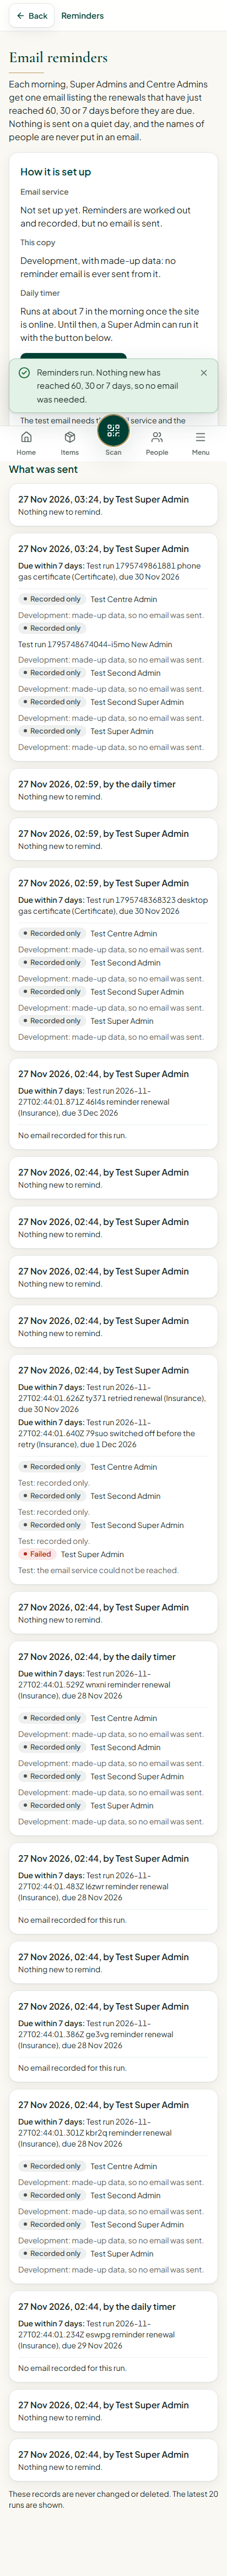 Back Reminders
Email reminders
Each morning, Super Admins and Centre Admins
get one email listing the renewals that have just
reached 60, 30 or 7 days before they are due.
Nothing is sent on a quiet day, and the names of
people are never put in an email.
How it is set up
Email service
Not set up yet. Reminders are worked out
and recorded, but no email is sent.
This copy
Development, with made-up data: no
reminder email is ever sent from it.
Daily timer
Runs at about 7 in the morning once the site
is online. Until then, a Super Admin can run it
with the button below.
Reminders run. Nothing new has
reached 60, 30 or 7 days, so no email
was needed.
The test email needs the email service and the
Home Items Scan People Menu
What was sent
27 Nov 2026, 03:24, by Test Super Admin
Nothing new to remind.
27 Nov 2026, 03:24, by Test Super Admin
Due within 7 days: Test run 1795749861881 phone
gas certificate (Certificate), due 30 Nov 2026
Recorded only Test Centre Admin
Development: made-up data, so no email was sent.
Recorded only
Test run 1795748674044-i5mo New Admin
Development: made-up data, so no email was sent.
Recorded only Test Second Admin
Development: made-up data, so no email was sent.
Recorded only Test Second Super Admin
Development: made-up data, so no email was sent.
Recorded only Test Super Admin
Development: made-up data, so no email was sent.
27 Nov 2026, 02:59, by the daily timer
Nothing new to remind.
27 Nov 2026, 02:59, by Test Super Admin
Nothing new to remind.
27 Nov 2026, 02:59, by Test Super Admin
Due within 7 days: Test run 1795748368323 desktop
gas certificate (Certificate), due 30 Nov 2026
Recorded only Test Centre Admin
Development: made-up data, so no email was sent.
Recorded only Test Second Admin
Development: made-up data, so no email was sent.
Recorded only Test Second Super Admin
Development: made-up data, so no email was sent.
Recorded only Test Super Admin
Development: made-up data, so no email was sent.
27 Nov 2026, 02:44, by Test Super Admin
Due within 7 days: Test run 2026-11-
27T02:44:01.871Z 46l4s reminder renewal
(Insurance), due 3 Dec 2026
No email recorded for this run.
27 Nov 2026, 02:44, by Test Super Admin
Nothing new to remind.
27 Nov 2026, 02:44, by Test Super Admin
Nothing new to remind.
27 Nov 2026, 02:44, by Test Super Admin
Nothing new to remind.
27 Nov 2026, 02:44, by Test Super Admin
Nothing new to remind.
27 Nov 2026, 02:44, by Test Super Admin
Due within 7 days: Test run 2026-11-
27T02:44:01.626Z ty371 retried renewal (Insurance),
due 30 Nov 2026
Due within 7 days: Test run 2026-11-
27T02:44:01.640Z 79suo switched off before the
retry (Insurance), due 1 Dec 2026
Recorded only Test Centre Admin
Test: recorded only.
Recorded only Test Second Admin
Test: recorded only.
Recorded only Test Second Super Admin
Test: recorded only.
Failed Test Super Admin
Test: the email service could not be reached.
27 Nov 2026, 02:44, by Test Super Admin
Nothing new to remind.
27 Nov 2026, 02:44, by the daily timer
Due within 7 days: Test run 2026-11-
27T02:44:01.529Z wnxni reminder renewal
(Insurance), due 28 Nov 2026
Recorded only Test Centre Admin
Development: made-up data, so no email was sent.
Recorded only Test Second Admin
Development: made-up data, so no email was sent.
Recorded only Test Second Super Admin
Development: made-up data, so no email was sent.
Recorded only Test Super Admin
Development: made-up data, so no email was sent.
27 Nov 2026, 02:44, by Test Super Admin
Due within 7 days: Test run 2026-11-
27T02:44:01.483Z l6zwr reminder renewal
(Insurance), due 28 Nov 2026
No email recorded for this run.
27 Nov 2026, 02:44, by Test Super Admin
Nothing new to remind.
27 Nov 2026, 02:44, by Test Super Admin
Due within 7 days: Test run 2026-11-
27T02:44:01.386Z ge3vg reminder renewal
(Insurance), due 28 Nov 2026
No email recorded for this run.
27 Nov 2026, 02:44, by Test Super Admin
Due within 7 days: Test run 2026-11-
27T02:44:01.301Z kbr2q reminder renewal
(Insurance), due 28 Nov 2026
Recorded only Test Centre Admin
Development: made-up data, so no email was sent.
Recorded only Test Second Admin
Development: made-up data, so no email was sent.
Recorded only Test Second Super Admin
Development: made-up data, so no email was sent.
Recorded only Test Super Admin
Development: made-up data, so no email was sent.
27 Nov 2026, 02:44, by the daily timer
Due within 7 days: Test run 2026-11-
27T02:44:01.234Z eswpg reminder renewal
(Insurance), due 29 Nov 2026
No email recorded for this run.
27 Nov 2026, 02:44, by Test Super Admin
Nothing new to remind.
27 Nov 2026, 02:44, by Test Super Admin
Nothing new to remind.
These records are never changed or deleted. The latest 20
runs are shown.